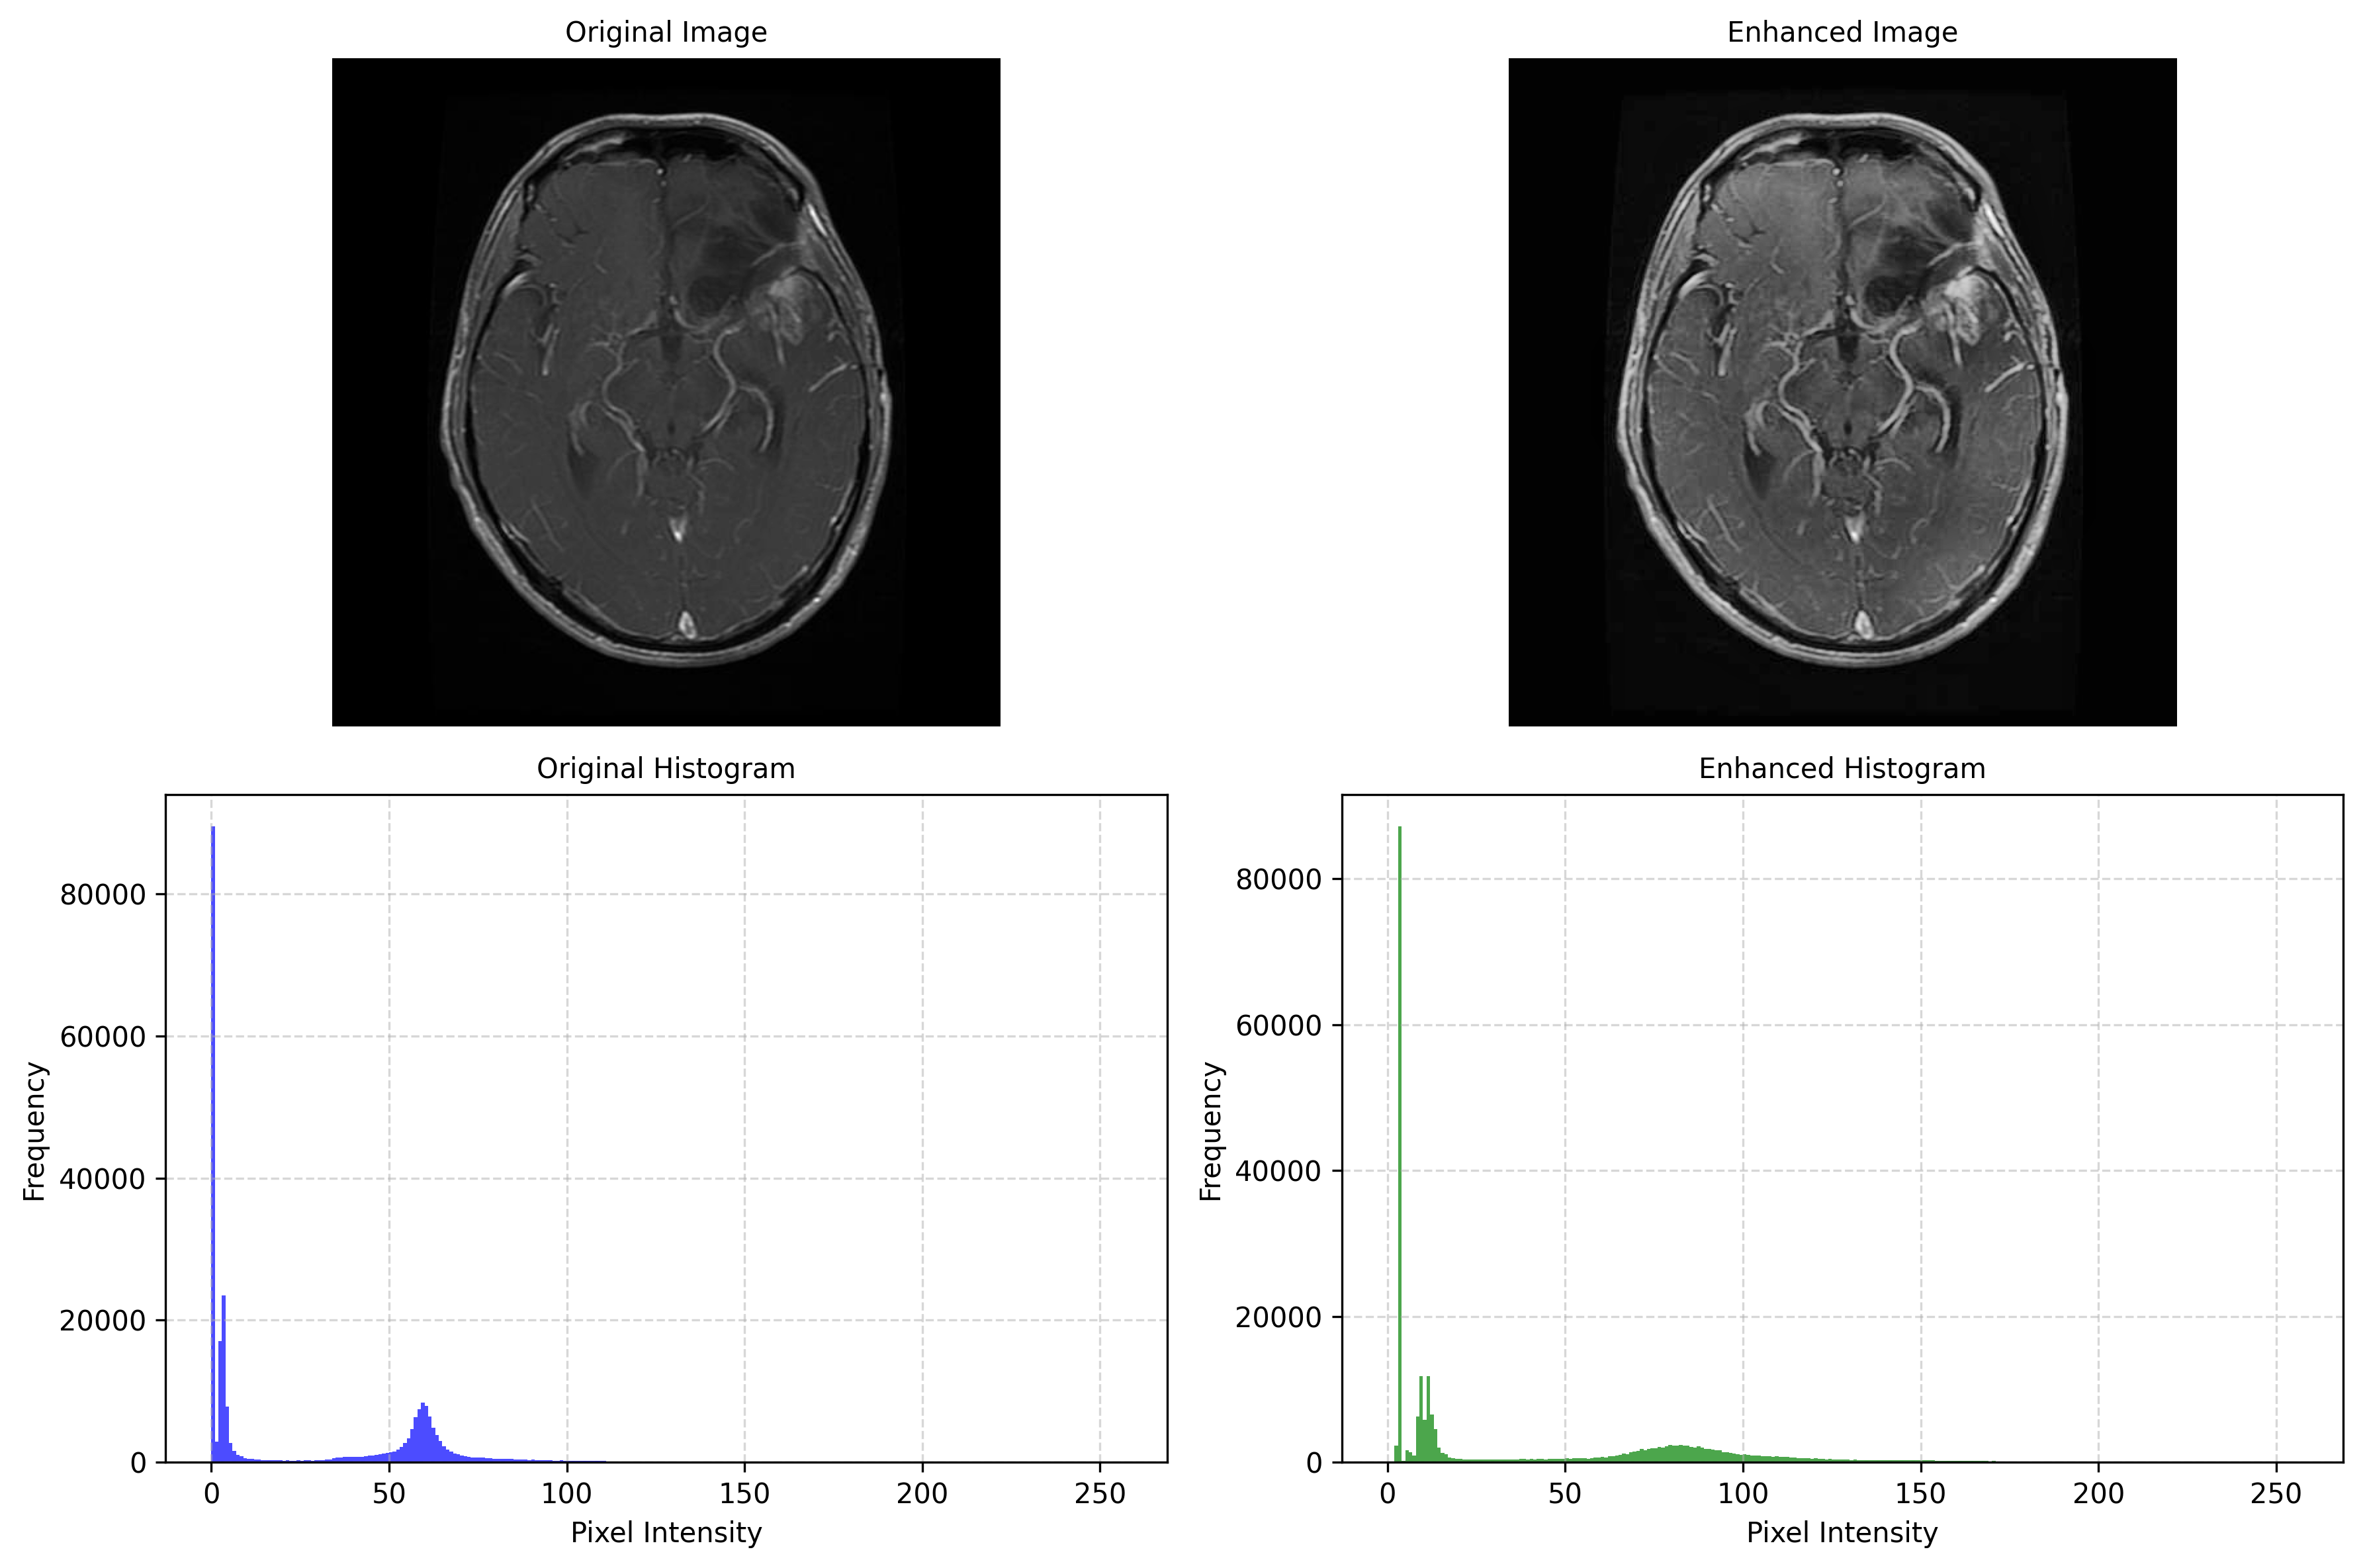 Original Image
Enhanced Image
Original Histogram
Enhanced Histogram
Frequency
80000
60000
40000
20000
0
0 50 100 150 200 250
Pixel Intensity
Frequency
80000
60000
40000
20000
0
0 50 100 150 200 250
Pixel Intensity